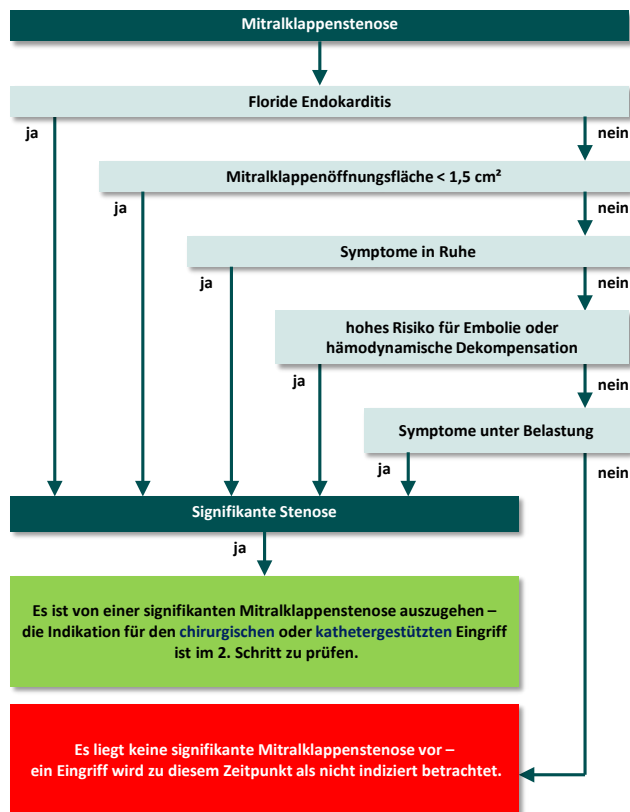 Mitralklappenstenose
Floride Endokarditis
ja
nein
Mitralklappenöffnungsfläche < 1,5 cm²
ja
nein
Symptome in Ruhe
ja
nein
hohes Risiko für Embolie oder
hämodynamische Dekompensation
ja
nein
Symptome unter Belastung
ja
nein
Signifikante Stenose
ja
Es ist von einer signifikanten Mitralklappenstenose auszugehen –
die Indikation für den chirurgischen oder kathetergestützten Eingriff
ist im 2. Schritt zu prüfen.
Es liegt keine signifikante Mitralklappenstenose vor –
ein Eingriff wird zu diesem Zeitpunkt als nicht indiziert betrachtet.